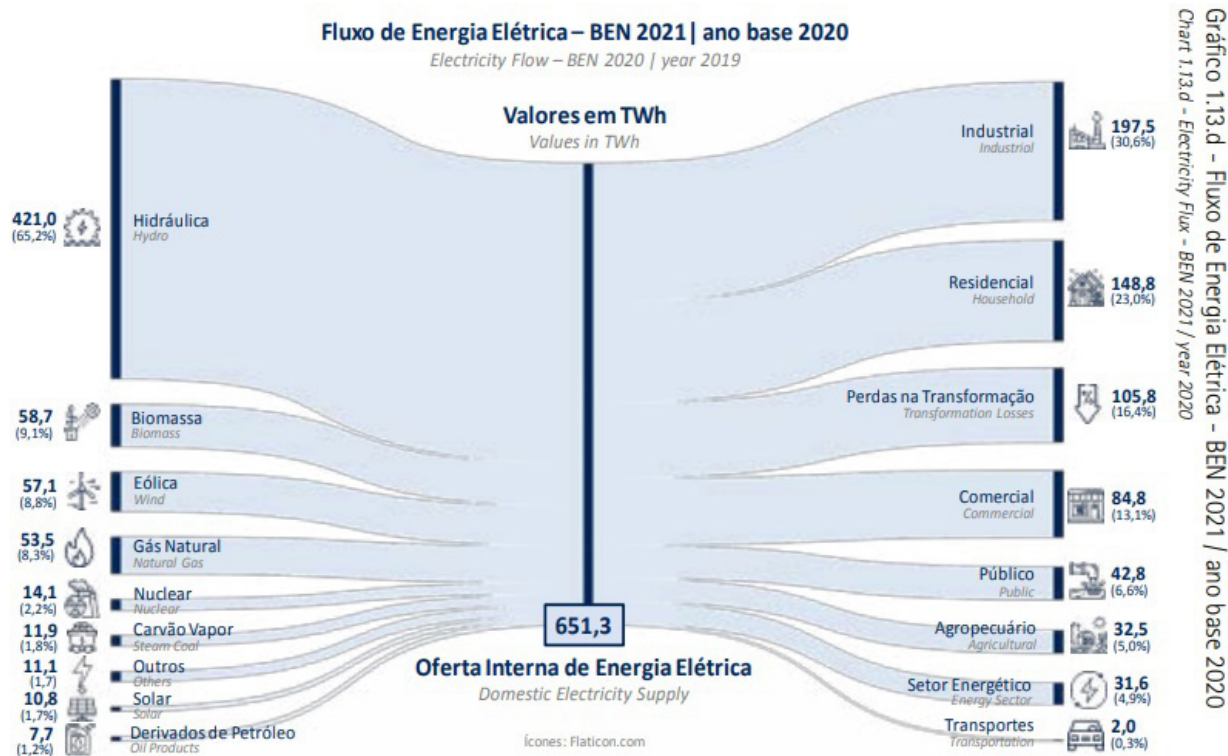 Fluxo de Energia Elétrica – BEN 2021| ano base 2020
Electricity Flow – BEN 2020 | year 2019
Valores em TWh
Values in TWh
421,0
(65,2%)
Hidráulica
Hydro
58,7
(9,1%)
Biomassa
Biomass
57,1
(8,8%)
Eólica
Wind
53,5
(8,3%)
Gás Natural
Natural Gas
14,1
(2,2%)
Nuclear
Nuclear
11,9
(1,8%)
Carvão Vapor
Steam Coal
11,1
(1,7)
Outros
Others
10,8
(1,7%)
Solar
Solar
7,7
(1,2%)
Derivados de Petróleo
Oil Products
651,3
Oferta Interna de Energia Elétrica
Domestic Electricity Supply
Ícones: Flaticon.com
Industrial
Industrial
197,5
(30,6%)
Residencial
Household
148,8
(23,0%)
Perdas na Transformação
Transformation Losses
105,8
(16,4%)
Comercial
Commercial
84,8
(13,1%)
Público
Public
42,8
(6,6%)
Agropecuário
Agricultural
32,5
(5,0%)
Setor Energético
Energy Sector
31,6
(4,9%)
Transportes
Transportation
2,0
(0,3%)
Gráfico 1.13.d – Fluxo de Energia Elétrica - BEN 2021 / ano base 2020
Chart 1.13.d – Electricity Flux - BEN 2021 / year 2020